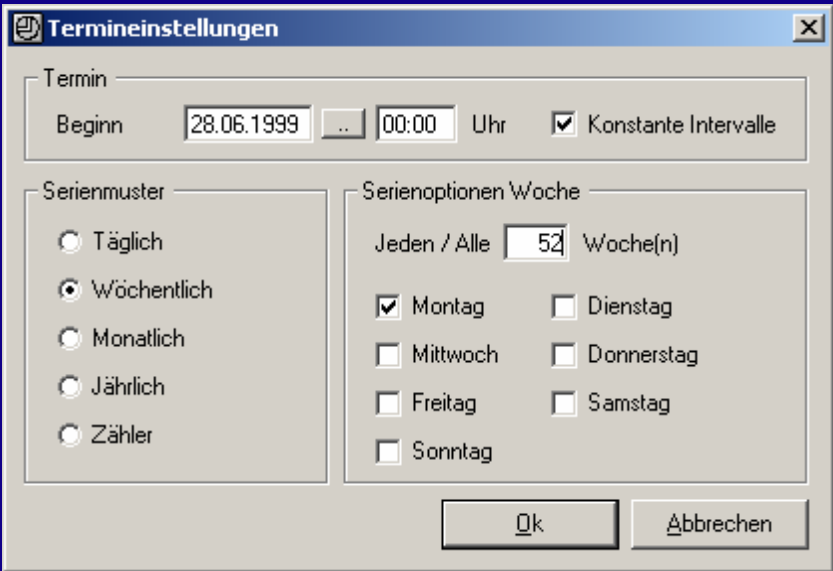 Termineinstellungen
Termin
Beginn 28.06.1999 .. 00:00 Uhr Konstante Intervalle
Serienmuster
Täglich
Wöchentlich
Monatlich
Jährlich
Zähler
Serienoptionen Woche
Jeden / Alle 52 Woche(n)
Montag Dienstag
Mittwoch Donnerstag
Freitag Samstag
Sonntag
Ok Abbrechen